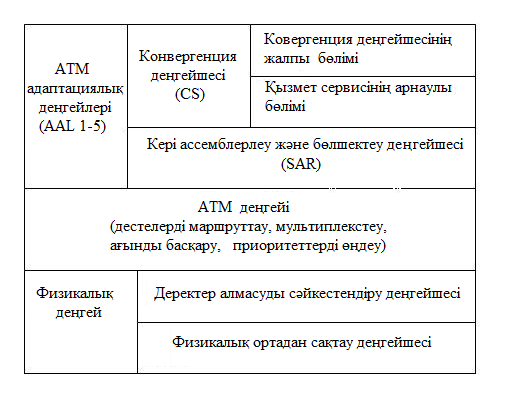 АТМ
адаптациялық
деңгейлері
(AAL 1-5)
Конвергенция
деңгейшесі
(CS)
Ковергенция деңгейшесінің
жалпы бөлімі
Қызмет сервисінің арнаулы
бөлімі
Кері ассемблерлеу және бөлшектеу деңгейшесі
(SAR)
АТМ деңгейі
(дестелерді маршруттау, мультиплекстеу,
ағынды басқару, приоритеттерді өңдеу)
Физикалық
деңгей
Деректер алмасуды сәйкестендіру деңгейшесі
Физикалық ортадан сақтау деңгейшесі